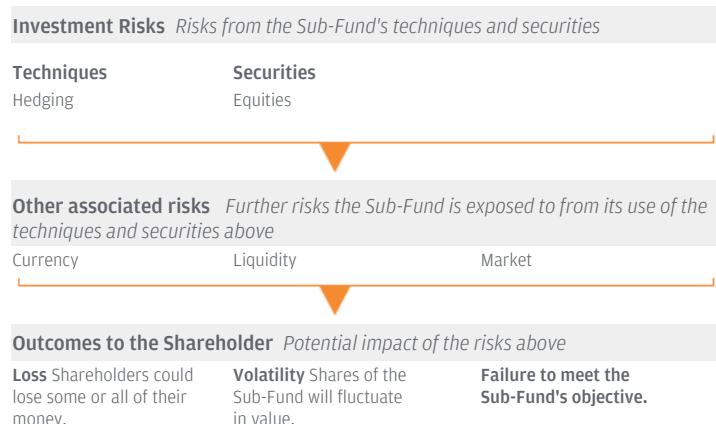 Investment Risks Risks from the Sub-Fund's techniques and securities
Techniques Securities
Hedging Equities
Other associated risks Further risks the Sub-Fund is exposed to from its use of the
techniques and securities above
Currency Liquidity Market
Outcomes to the Shareholder Potential impact of the risks above
Loss Shareholders could
lose some or all of their
money.
Volatility Shares of the
Sub-Fund will fluctuate
in value.
Failure to meet the
Sub-Fund's objective.